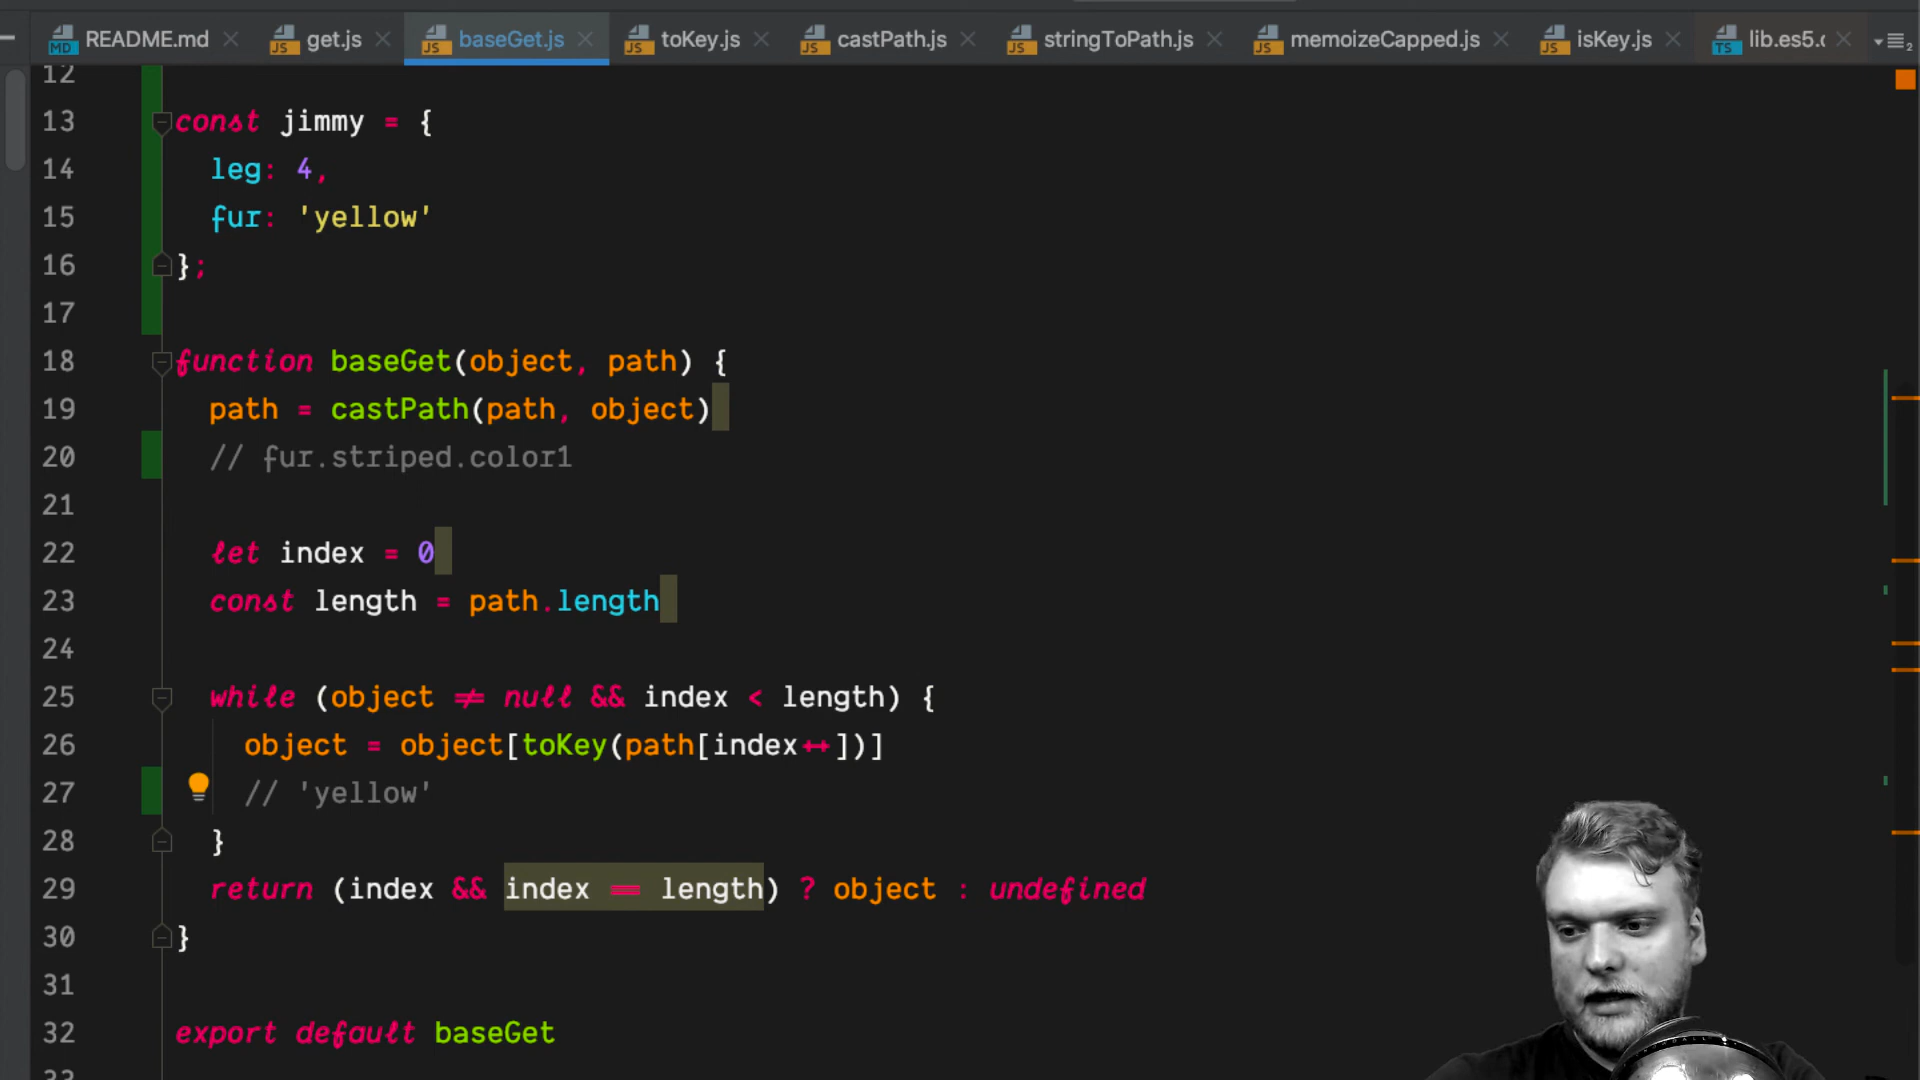 README.md get.js baseGet.js toKey.js castPath.js stringToPath.js memoizeCapped.js isKey.js lib.es5.
12
13 const jimmy = {
14 leg: 4,
15 fur: 'yellow'
16 };
17
18 function baseGet(object, path) {
19 path = castPath(path, object)
20 // fur.striped.color1
21
22 let index = 0
23 const length = path.length
24
25 while (object ≠ null && index < length) {
26 object = object[toKey(path[index++])]
27 // 'yellow'
28 }
29 return (index && index == length) ? object : undefined
30 }
31
32 export default baseGet
33